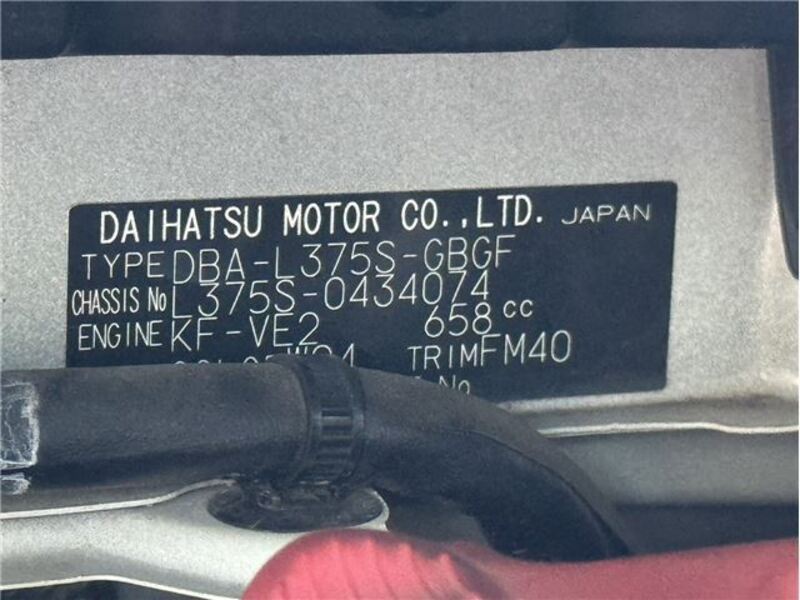 DAIHATSU MOTOR CO.,LTD. JAPAN
TYPE DBA-L375S-GBGF
CHASSIS No L375S-0434074
ENGINE KF-VE2 658 cc
TRIM FM40
No